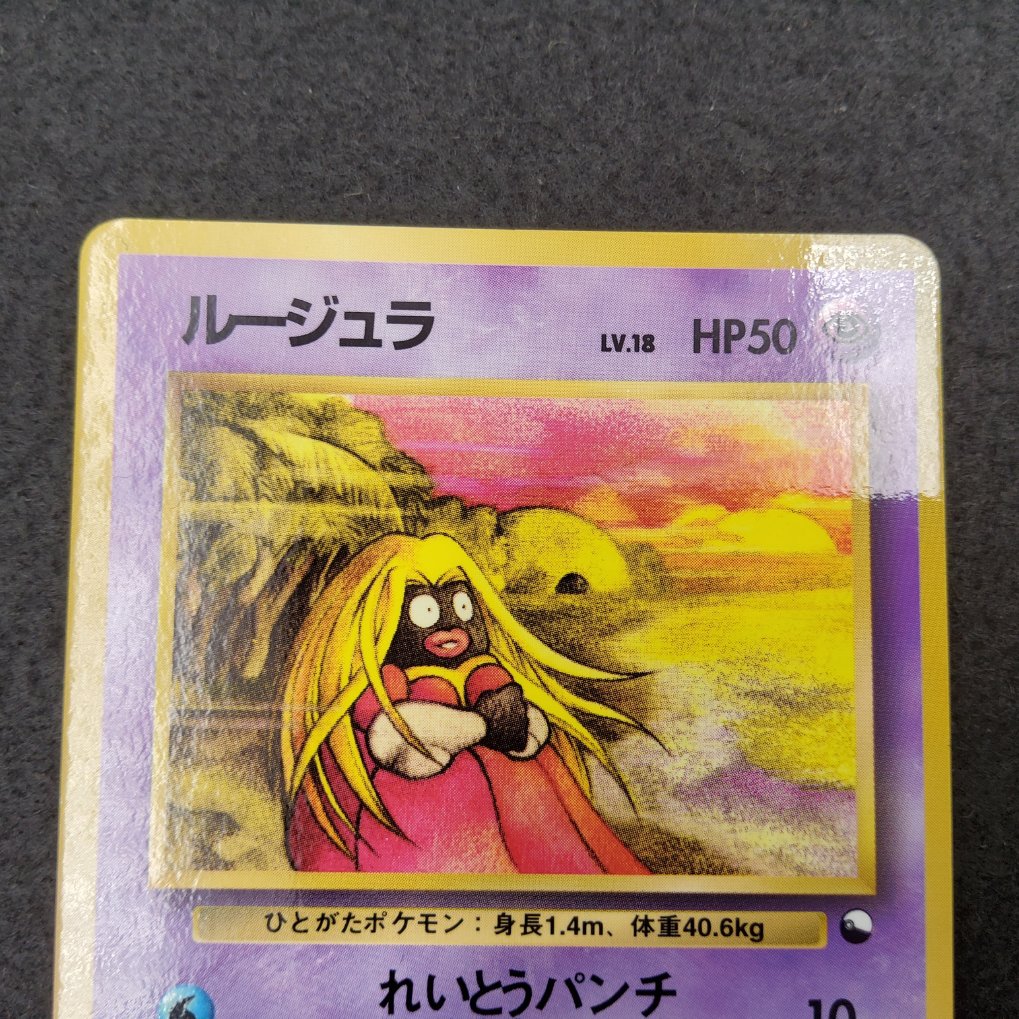 ルージュラ LV.18 HP50
ひとがたポケモン：身長1.4m、体重40.6kg
れいとうパンチ 10